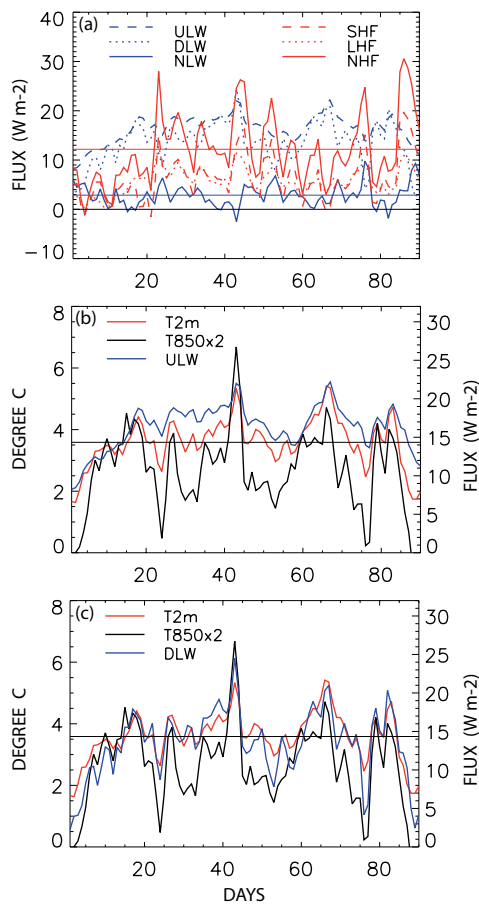 (a)
ULW
DLW
NLW
SHF
LHF
NHF
FLUX (W m-2)
40
30
20
10
0
-10
20 40 60 80
(b)
T2m
T850x2
ULW
DEGREE C
8
6
4
2
0
FLUX (W m-2)
30
25
20
15
10
5
0
20 40 60 80
(c)
T2m
T850x2
DLW
DEGREE C
8
6
4
2
0
FLUX (W m-2)
30
25
20
15
10
5
0
0 20 40 60 80
DAYS